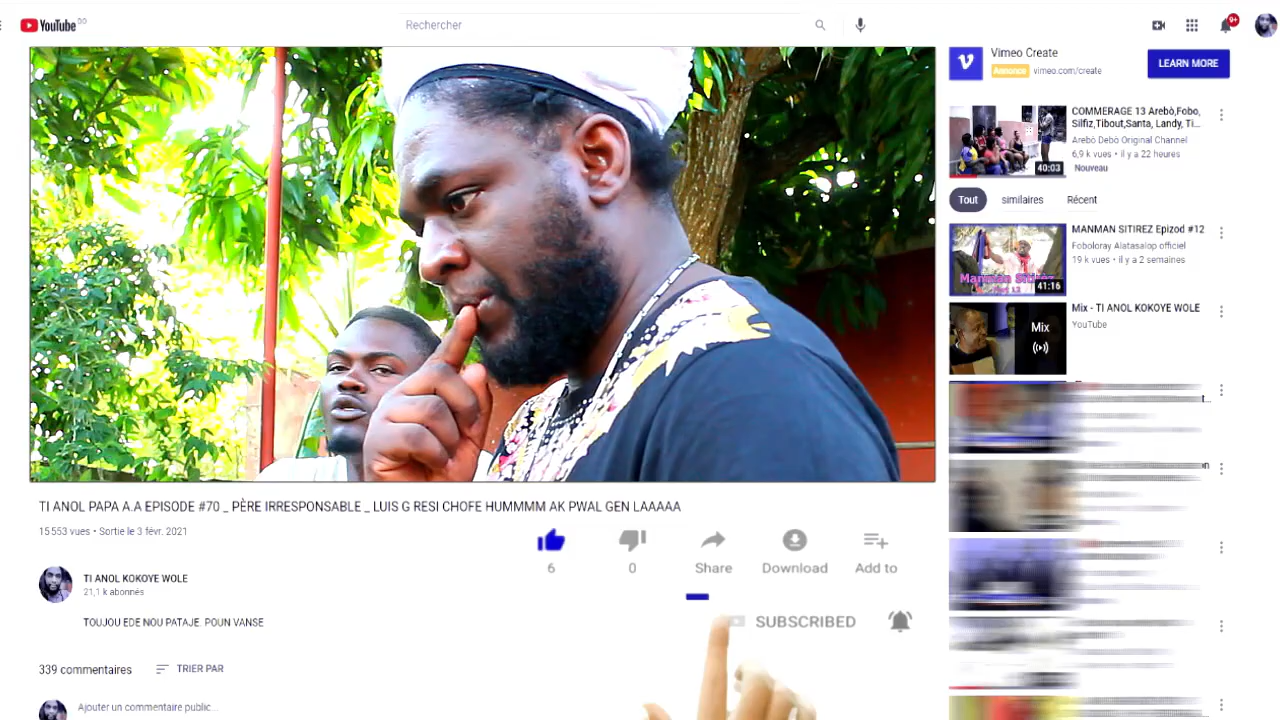 YouTube DO
Rechercher
9+
Vimeo Create
Annonce vimeo.com/create
LEARN MORE
COMMERAGE 13 Arebò,Fobo,
Silfiz,Tibout,Santa, Landy, Ti...
Arebò Debò Original Channel
6,9 k vues • il y a 22 heures
Nouveau
40:03
Tout similaires Récent
MANMAN SITIREZ Epizod #12
Foboloray Alatasalop officiel
19 k vues • il y a 2 semaines
41:16
Mix - TI ANOL KOKOYE WOLE
YouTube
Mix
TI ANOL PAPA A.A EPISODE #70 _ PÈRE IRRESPONSABLE _ LUIS G RESI CHOFE HUMMMM AK PWAL GEN LAAAAA
15 553 vues • Sortie le 3 févr. 2021
6 0 Share Download Add to
TI ANOL KOKOYE WOLE
21,1 k abonnés
SUBSCRIBED
TOUJOU EDE NOU PATAJE. POUN VANSE
339 commentaires TRIER PAR
Ajouter un commentaire public...